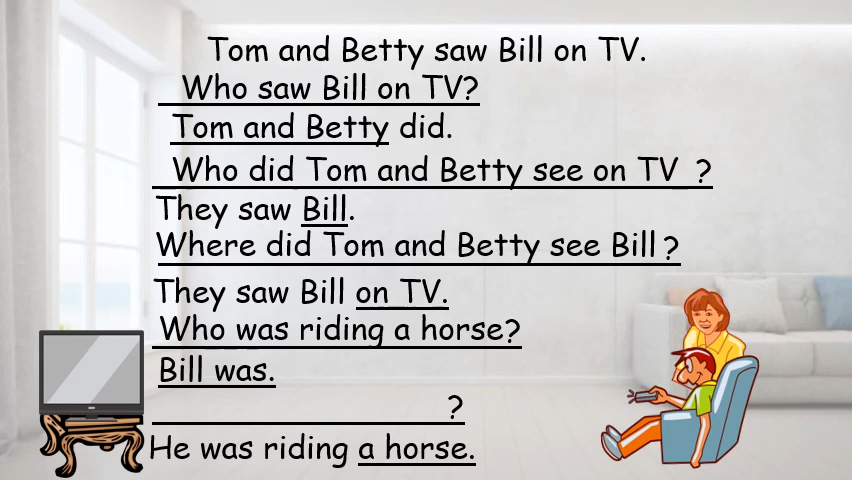 Tom and Betty saw Bill on TV.
Who saw Bill on TV?
Tom and Betty did.
Who did Tom and Betty see on TV ?
They saw Bill.
Where did Tom and Betty see Bill ?
They saw Bill on TV.
Who was riding a horse?
Bill was.
?
He was riding a horse.